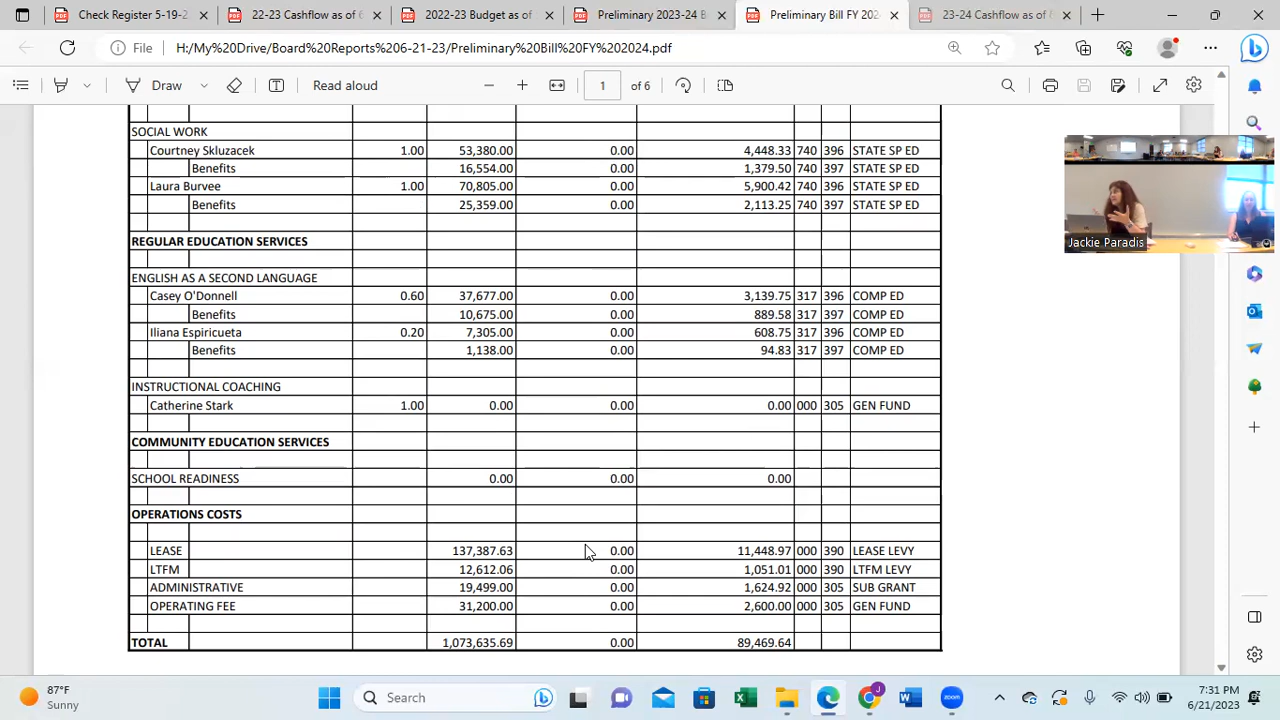 Check Register 5-19-2
22-23 Cashflow as of 6
2022-23 Budget as of
Preliminary 2023-24 B
Preliminary Bill FY 202
23-24 Cashflow as of
File H:/My%20Drive/Board%20Reports%206-21-23/Preliminary%20Bill%20FY%202024.pdf
Draw Read aloud 1 of 6
SOCIAL WORK
Courtney Skluzacek 1.00 53,380.00 0.00 4,448.33 740 396 STATE SP ED
Benefits 16,554.00 0.00 1,379.50 740 397 STATE SP ED
Laura Burvee 1.00 70,805.00 0.00 5,900.42 740 396 STATE SP ED
Benefits 25,359.00 0.00 2,113.25 740 397 STATE SP ED
REGULAR EDUCATION SERVICES
ENGLISH AS A SECOND LANGUAGE
Casey O'Donnell 0.60 37,677.00 0.00 3,139.75 317 396 COMP ED
Benefits 10,675.00 0.00 889.58 317 397 COMP ED
Iliana Espiricueta 0.20 7,305.00 0.00 608.75 317 396 COMP ED
Benefits 1,138.00 0.00 94.83 317 397 COMP ED
INSTRUCTIONAL COACHING
Catherine Stark 1.00 0.00 0.00 0.00 000 305 GEN FUND
COMMUNITY EDUCATION SERVICES
SCHOOL READINESS 0.00 0.00 0.00
OPERATIONS COSTS
LEASE 137,387.63 0.00 11,448.97 000 390 LEASE LEVY
LTFM 12,612.06 0.00 1,051.01 000 390 LTFM LEVY
ADMINISTRATIVE 19,499.00 0.00 1,624.92 000 305 SUB GRANT
OPERATING FEE 31,200.00 0.00 2,600.00 000 305 GEN FUND
TOTAL 1,073,635.69 0.00 89,469.64
Jackie Paradis
87°F
Sunny
Search
7:31 PM
6/21/2023